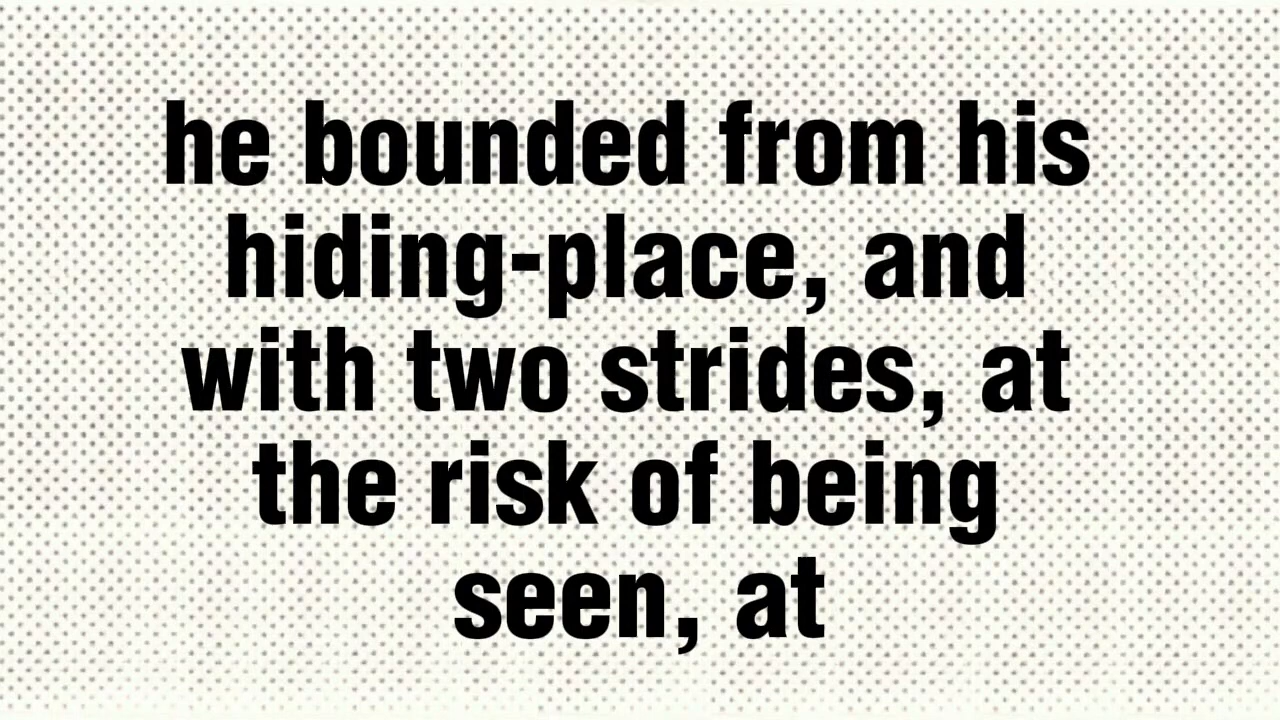 he bounded from his
hiding-place, and
with two strides, at
the risk of being
seen, at